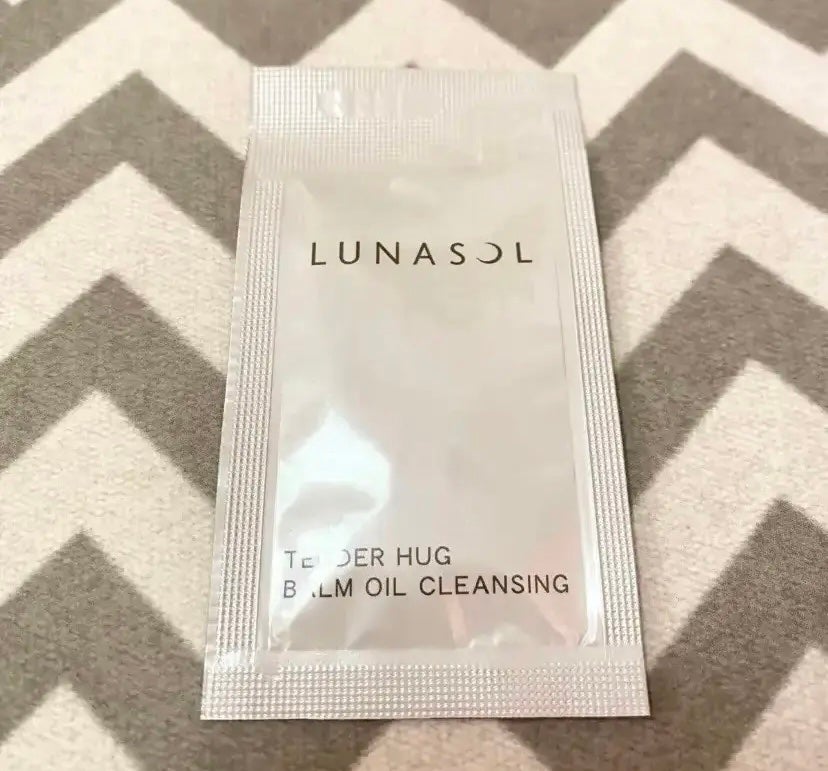 LUNASOL
TENDER HUG
BALM OIL CLEANSING